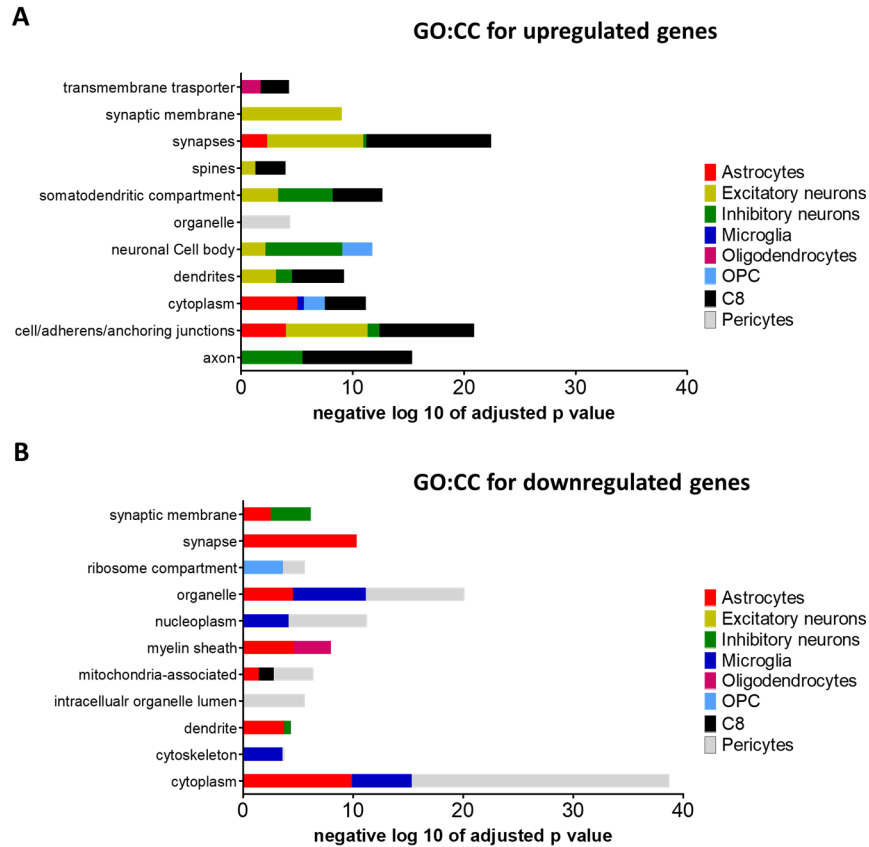 A
GO:CC for upregulated genes
transmembrane trasporter
synaptic membrane
synapses
spines
somatodendritic compartment
organelle
neuronal Cell body
dendrites
cytoplasm
cell/adherens/anchoring junctions
axon
0 10 20 30 40
negative log 10 of adjusted p value
Astrocytes
Excitatory neurons
Inhibitory neurons
Microglia
Oligodendrocytes
OPC
C8
Pericytes
B
GO:CC for downregulated genes
synaptic membrane
synapse
ribosome compartment
organelle
nucleoplasm
myelin sheath
mitochondria-associated
intracellualr organelle lumen
dendrite
cytoskeleton
cytoplasm
0 10 20 30 40
negative log 10 of adjusted p value
Astrocytes
Excitatory neurons
Inhibitory neurons
Microglia
Oligodendrocytes
OPC
C8
Pericytes